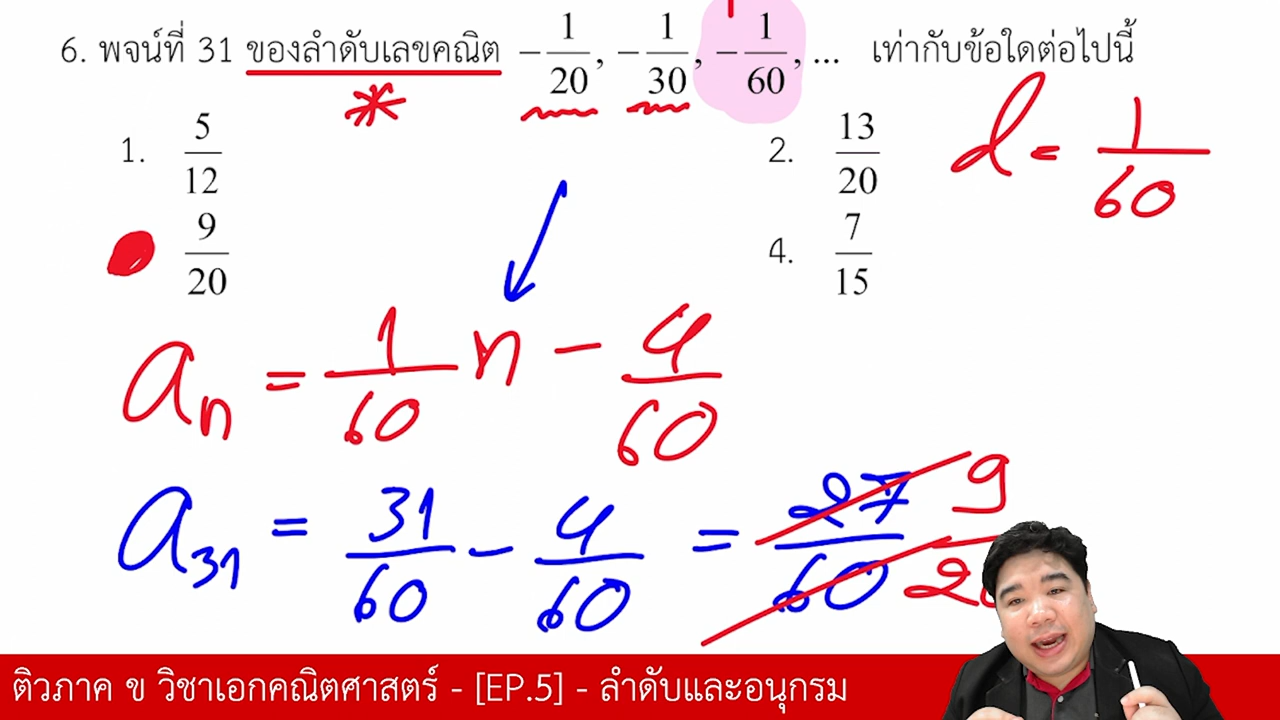 6. พจน์ที่ 31 ของลำดับเลขคณิต -1/20, -1/30, -1/60, ... เท่ากับข้อใดต่อไปนี้
1. 5/12 2. 13/20 d = 1/60
9/20 4. 7/15
aₙ = 1/60 n - 4/60
a₃₁ = 31/60 - 4/60 = 27/60 9/20
ติวภาค ข วิชาเอกคณิตศาสตร์ - [EP.5] - ลำดับและอนุกรม